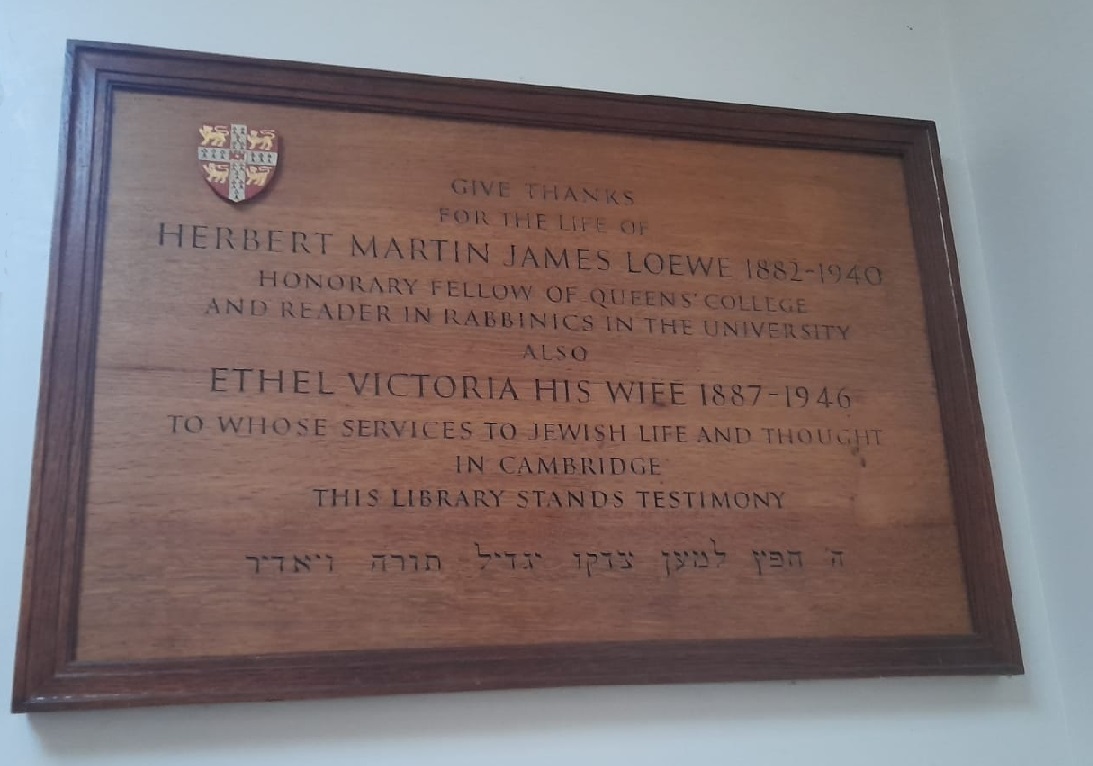 GIVE THANKS
FOR THE LIFE OF
HERBERT MARTIN JAMES LOEWE 1882-1940
HONORARY FELLOW OF QUEENS' COLLEGE
AND READER IN RABBINICS IN THE UNIVERSITY
ALSO
ETHEL VICTORIA HIS WIFE 1887-1946
TO WHOSE SERVICES TO JEWISH LIFE AND THOUGHT
IN CAMBRIDGE
THIS LIBRARY STANDS TESTIMONY
ה׳ חפץ למען צדקו יגדיל תורה ויאדיר